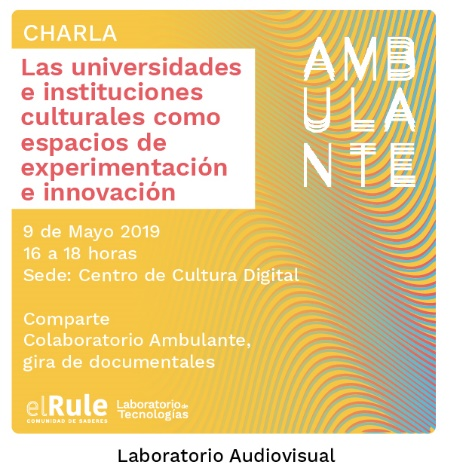 CHARLA
Las universidades
e instituciones
culturales como
espacios de
experimentación
e innovación
AMB
ULA
NTE
9 de Mayo 2019
16 a 18 horas
Sede: Centro de Cultura Digital
Comparte
Colaboratorio Ambulante,
gira de documentales
elRule
COMUNIDAD DE SABERES
Laboratorio de
Tecnologías
Laboratorio Audiovisual